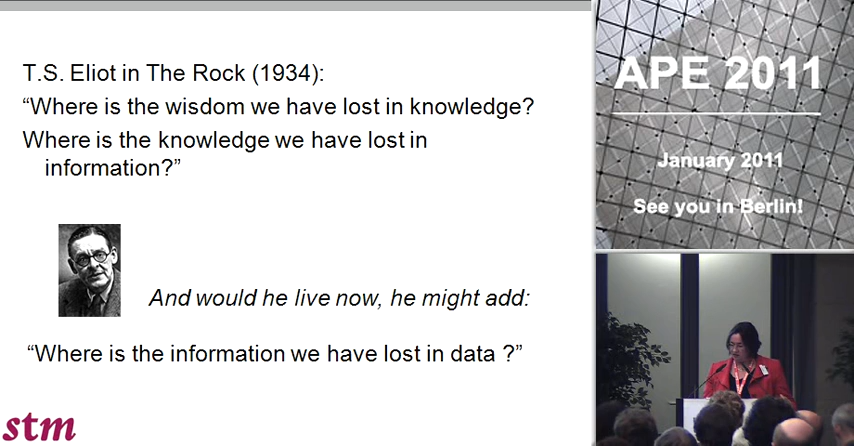 T.S. Eliot in The Rock (1934):
“Where is the wisdom we have lost in knowledge?
Where is the knowledge we have lost in
information?”
And would he live now, he might add:
“Where is the information we have lost in data ?”
stm
APE 2011
January 2011
See you in Berlin!